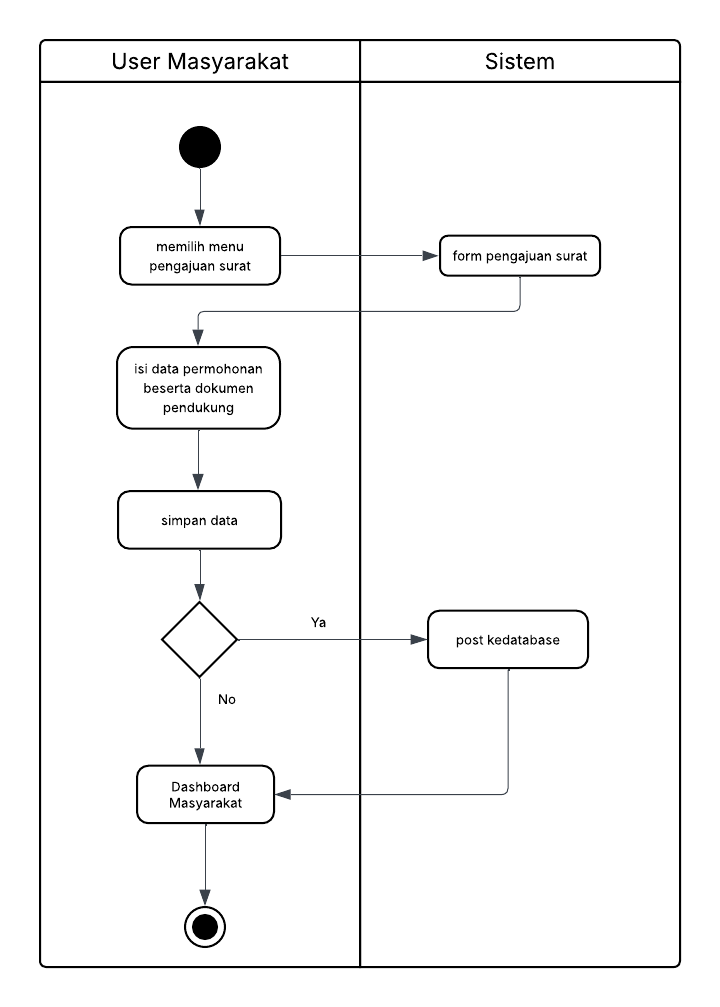 User Masyarakat
Sistem
memilih menu
pengajuan surat
form pengajuan surat
isi data permohonan
beserta dokumen
pendukung
simpan data
Ya
post kedatabase
No
Dashboard
Masyarakat